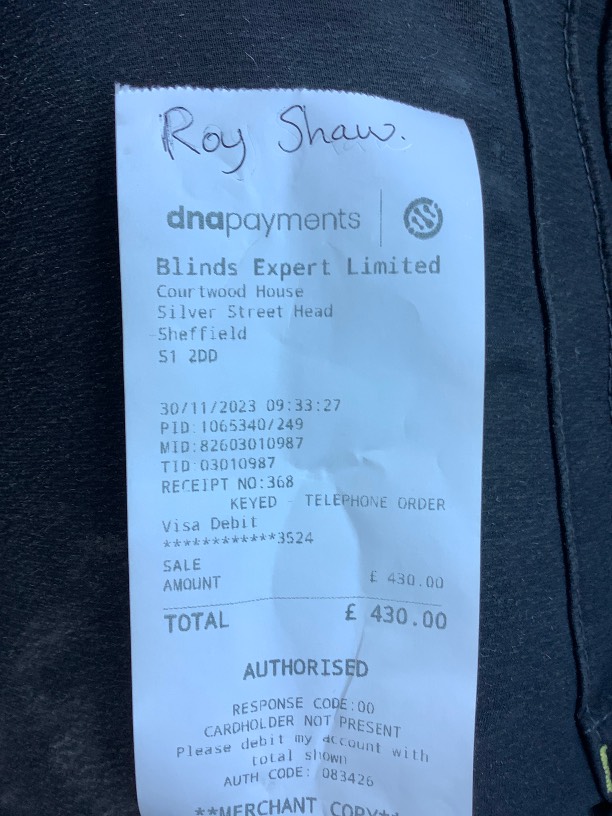 Roy Shaw.
dnapayments
Blinds Expert Limited
Courtwood House
Silver Street Head
Sheffield
S1 2DD
30/11/2023 09:33:27
PID:1065340/249
MID:82603010987
TID:03010987
RECEIPT NO:368
KEYED - TELEPHONE ORDER
Visa Debit
************3524
SALE
AMOUNT £ 430.00
TOTAL £ 430.00
AUTHORISED
RESPONSE CODE:00
CARDHOLDER NOT PRESENT
Please debit my account with
total shown
AUTH CODE: 083426
**MERCHANT COPY**